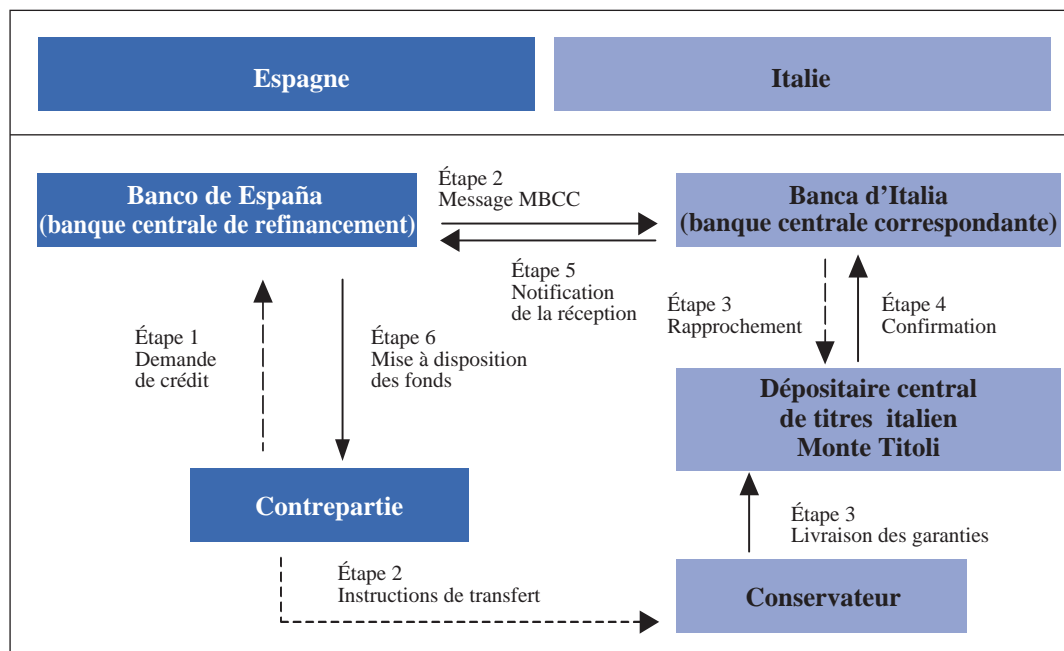 Espagne
Italie
Banco de España
(banque centrale de refinancement)
Étape 2
Message MBCC
Banca d’Italia
(banque centrale correspondante)
Étape 5
Notification
de la réception
Étape 1
Demande
de crédit
Étape 6
Mise à disposition
des fonds
Étape 3
Rapprochement
Étape 4
Confirmation
Dépositaire central
de titres italien
Monte Titoli
Contrepartie
Étape 3
Livraison des garanties
Étape 2
Instructions de transfert
Conservateur